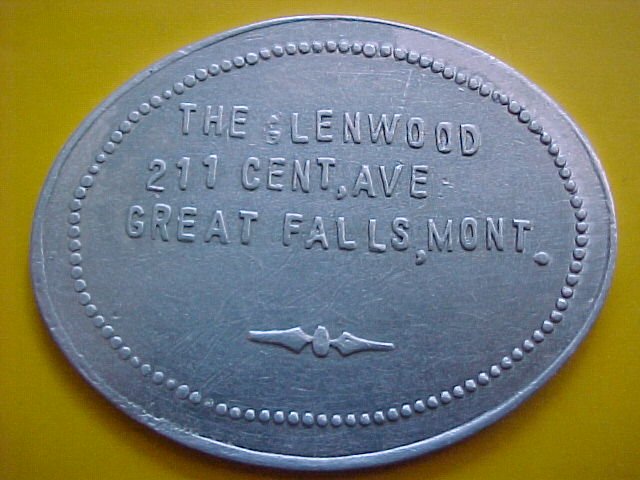 THE GLENWOOD
211 CENT, AVE.
GREAT FALLS, MONT.